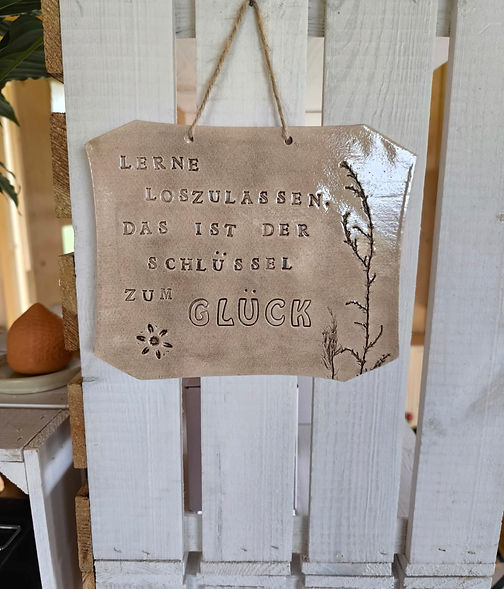 LERNE
LOSZULASSEN.
DAS IST DER
SCHLÜSSEL
ZUM GLÜCK